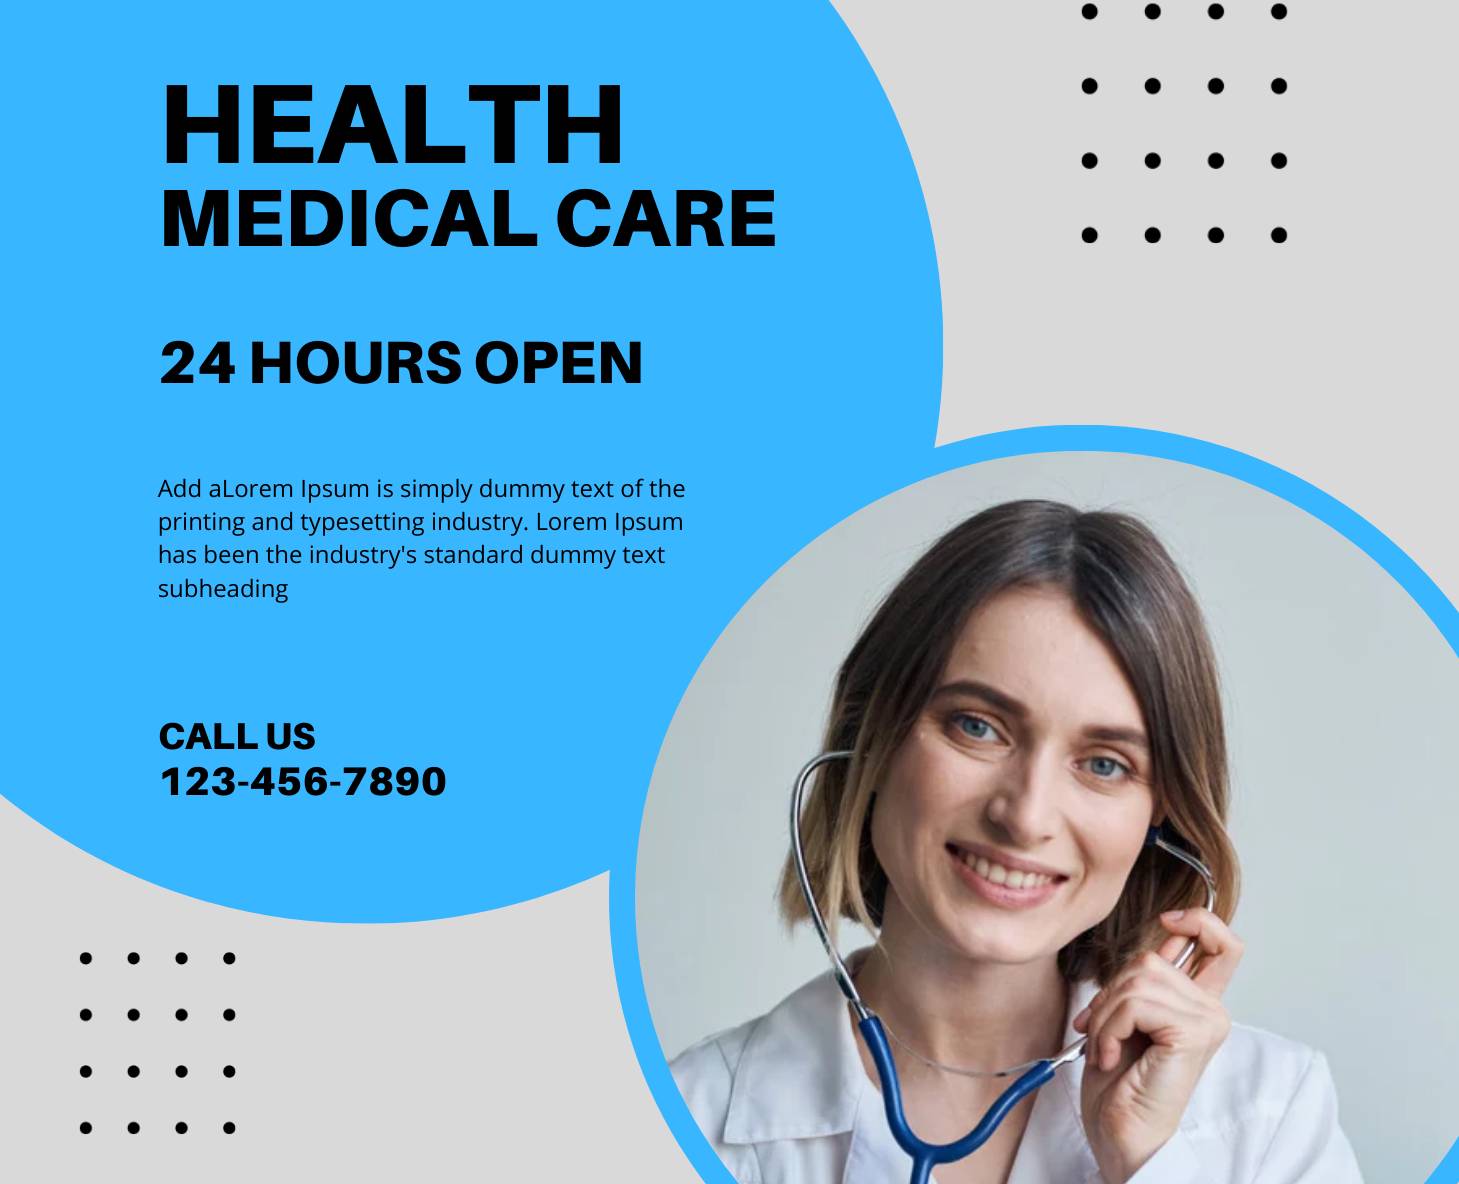 HEALTH
MEDICAL CARE
24 HOURS OPEN
Add aLorem Ipsum is simply dummy text of the
printing and typesetting industry. Lorem Ipsum
has been the industry's standard dummy text
subheading
CALL US
123-456-7890